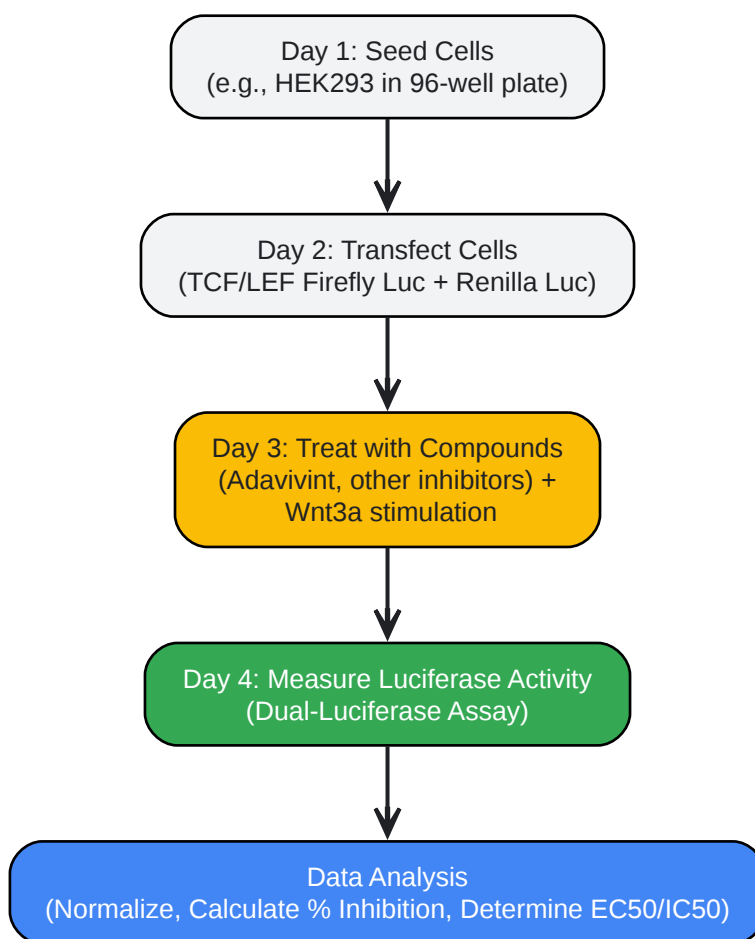 Day 1: Seed Cells
(e.g., HEK293 in 96-well plate)
Day 2: Transfect Cells
(TCF/LEF Firefly Luc + Renilla Luc)
Day 3: Treat with Compounds
(Adavivint, other inhibitors) +
Wnt3a stimulation
Day 4: Measure Luciferase Activity
(Dual-Luciferase Assay)
Data Analysis
(Normalize, Calculate % Inhibition, Determine EC50/IC50)